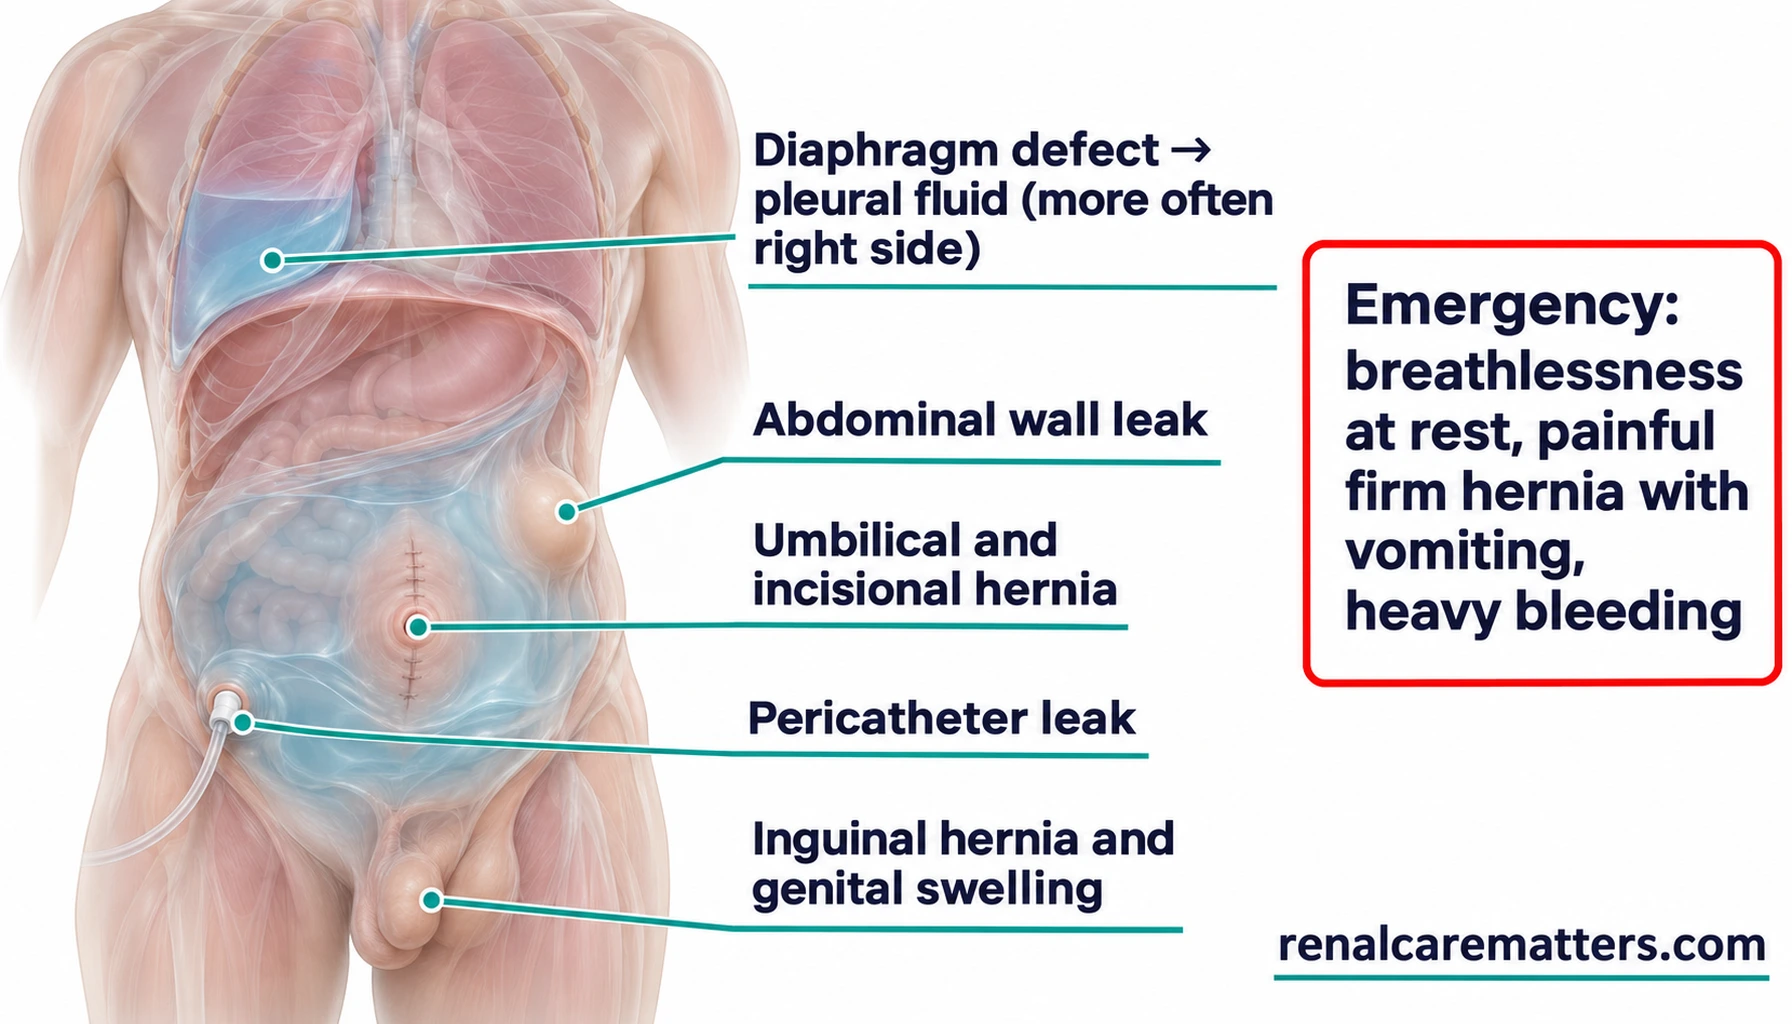 Diaphragm defect →
pleural fluid (more often
right side)
Abdominal wall leak
Umbilical and
incisional hernia
Pericatheter leak
Inguinal hernia and
genital swelling
Emergency:
breathlessness
at rest, painful
firm hernia with
vomiting,
heavy bleeding
renalcarematters.com